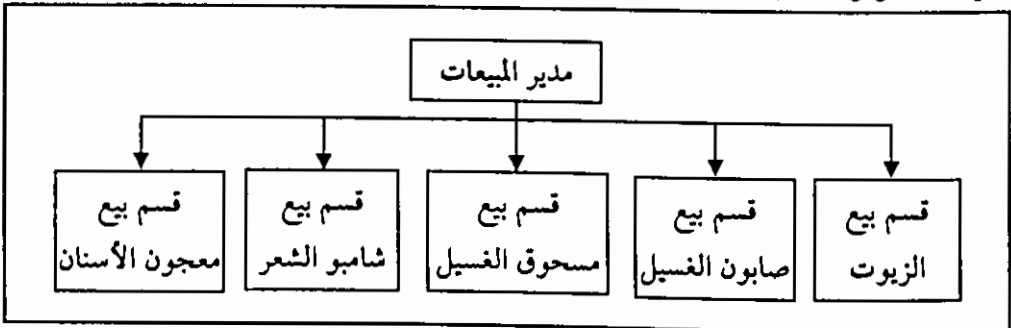 مدير المبيعات
قسم بيع
الزيوت
قسم بيع
صابون الغسيل
قسم بيع
مسحوق الغسيل
قسم بيع
شامبو الشعر
قسم بيع
معجون الأسنان